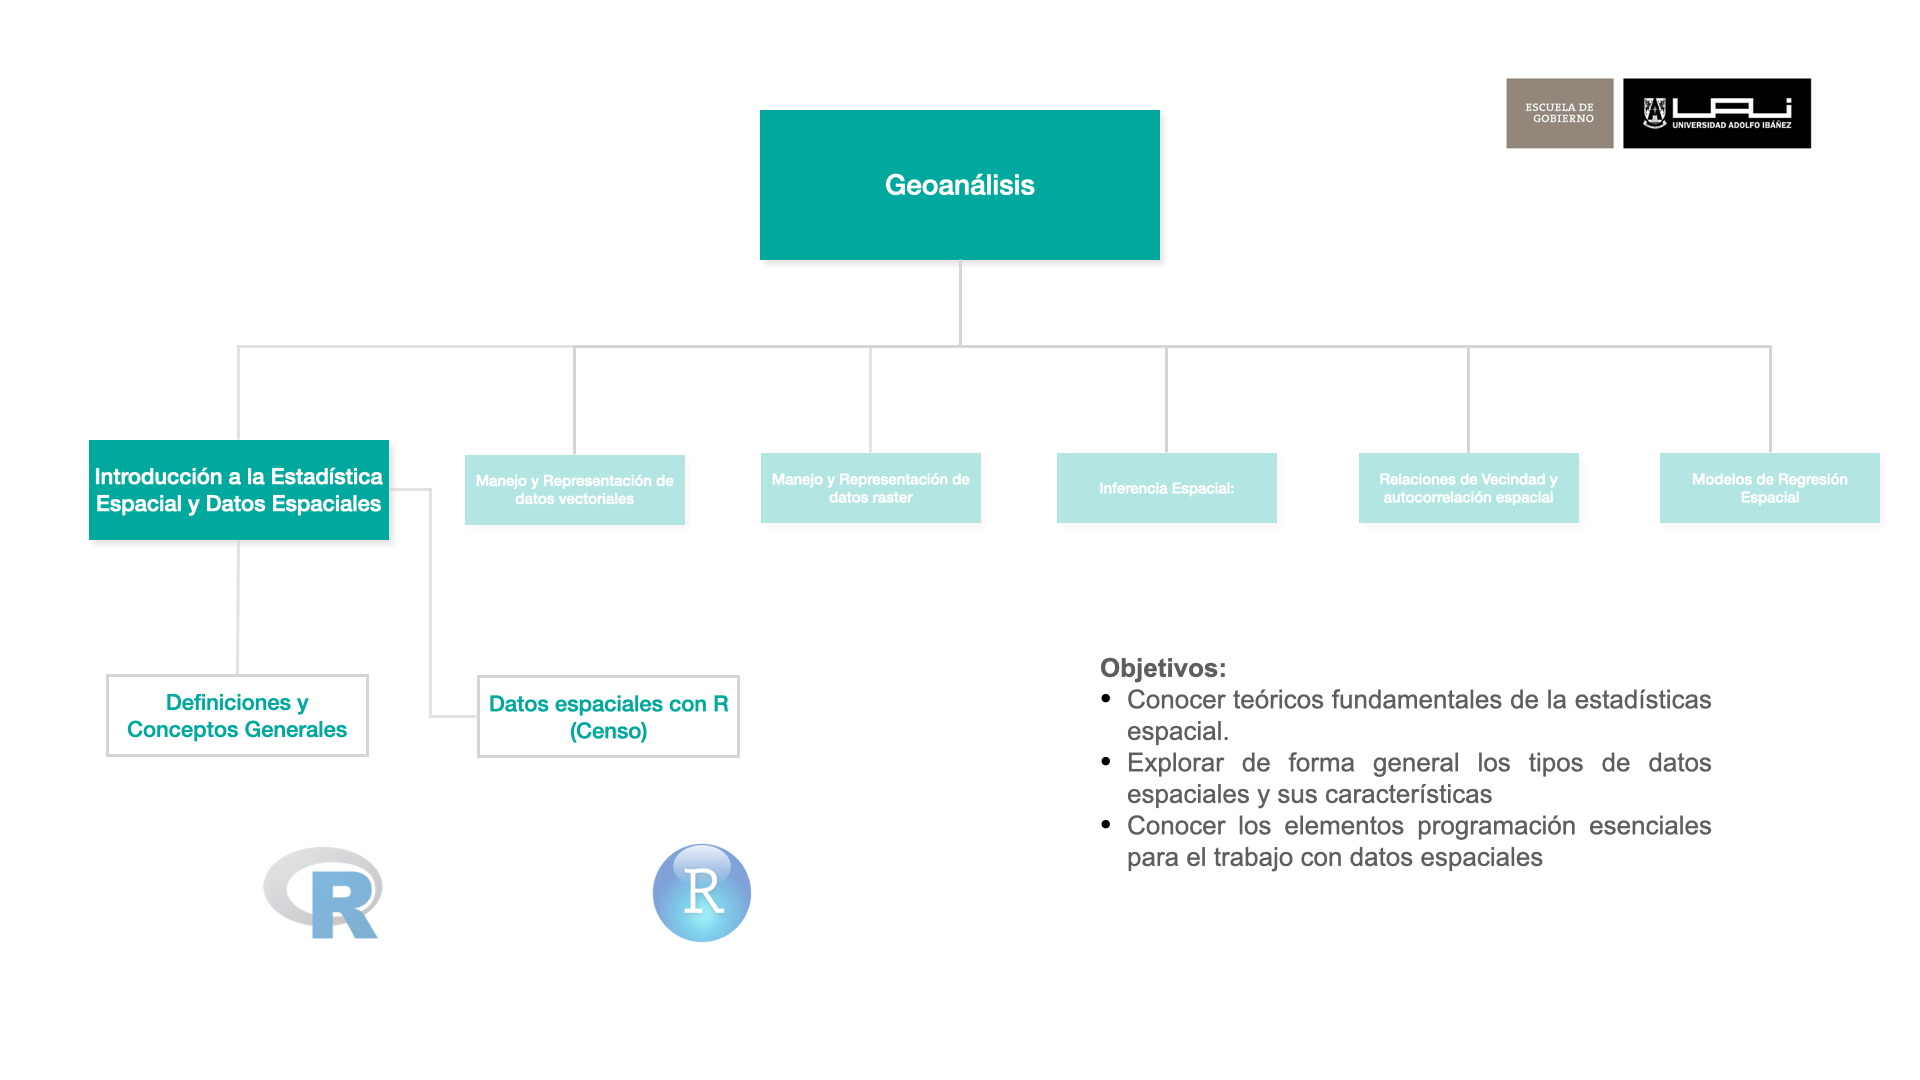 ESCUELA DE
GOBIERNO
UAI
UNIVERSIDAD ADOLFO IBÁÑEZ
Geoanálisis
Introducción a la Estadística
Espacial y Datos Espaciales
Manejo y Representación de
datos vectoriales
Manejo y Representación de
datos raster
Inferencia Espacial:
Relaciones de Vecindad y
autocorrelación espacial
Modelos de Regresión
Espacial
Definiciones y
Conceptos Generales
Datos espaciales con R
(Censo)
Objetivos:
• Conocer teóricos fundamentales de la estadísticas
espacial.
• Explorar de forma general los tipos de datos
espaciales y sus características
• Conocer los elementos programación esenciales
para el trabajo con datos espaciales
R
R